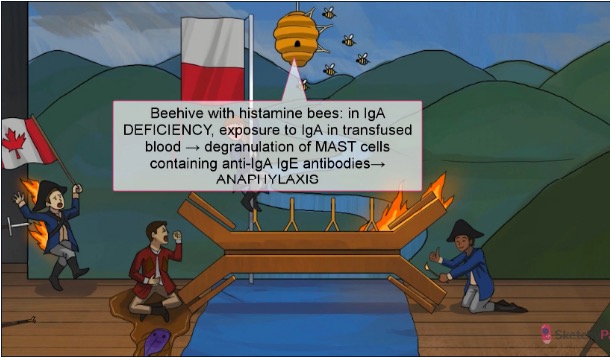 Beehive with histamine bees: in IgA
DEFICIENCY, exposure to IgA in transfused
blood → degranulation of MAST cells
containing anti-IgA IgE antibodies→
ANAPHYLAXIS